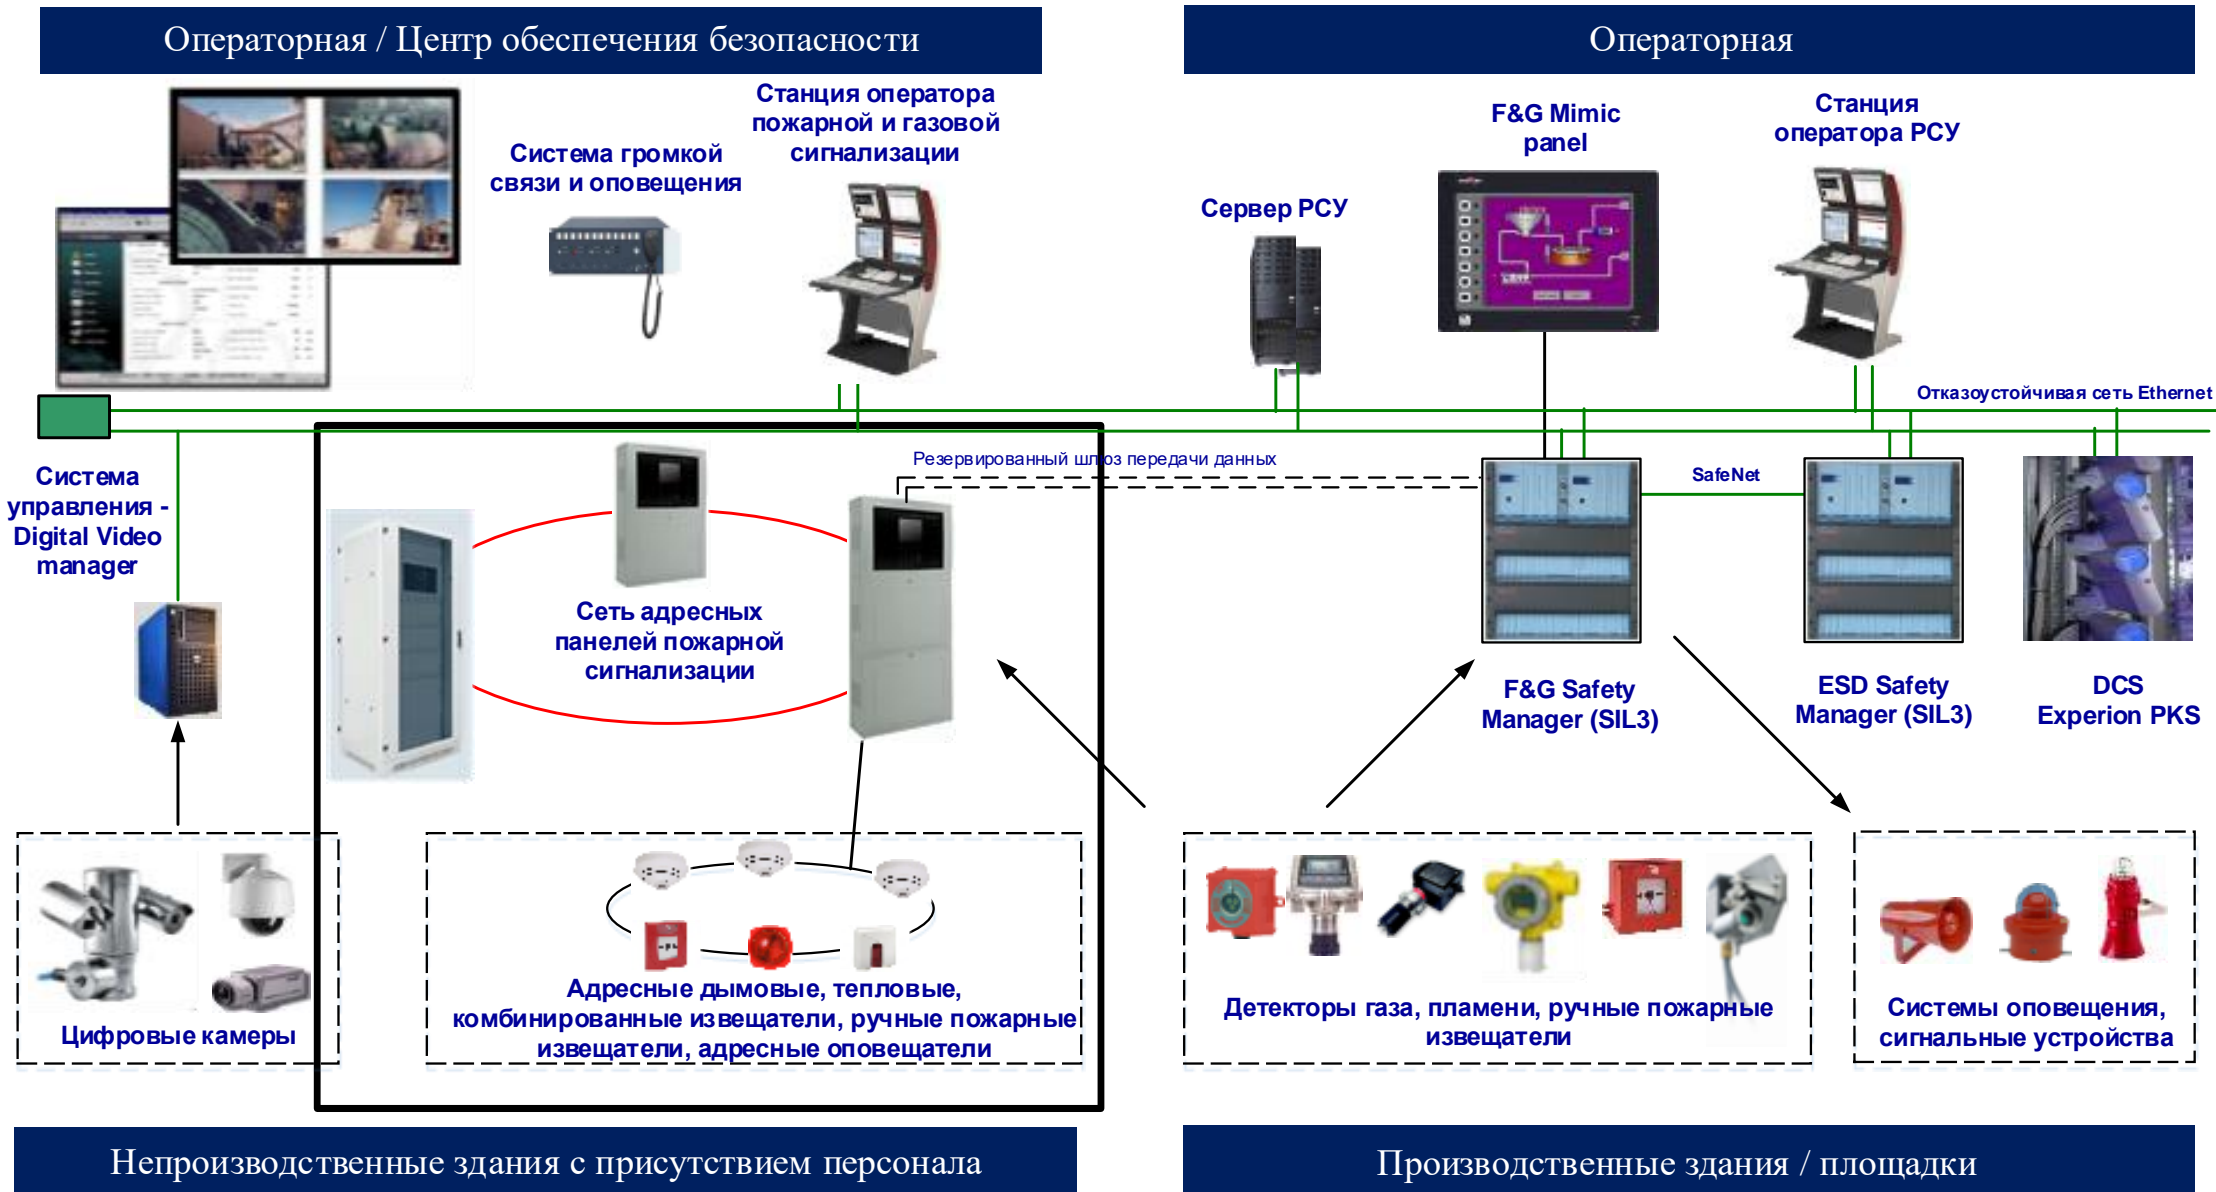 Операторная / Центр обеспечения безопасности
Операторная
Станция оператора
пожарной и газовой
сигнализации
Система громкой
связи и оповещения
Сервер РСУ
F&G Mimic
panel
Станция
оператора РСУ
Отказоустойчивая сеть Ethernet
Система
управления -
Digital Video
manager
Резервированный шлюз передачи данных
SafeNet
Сеть адресных
панелей пожарной
сигнализации
F&G Safety
Manager (SIL3)
ESD Safety
Manager (SIL3)
DCS
Experion PKS
Цифровые камеры
Адресные дымовые, тепловые,
комбинированные извещатели, ручные пожарные
извещатели, адресные оповещатели
Детекторы газа, пламени, ручные пожарные
извещатели
Системы оповещения,
сигнальные устройства
Непроизводственные здания с присутствием персонала
Производственные здания / площадки